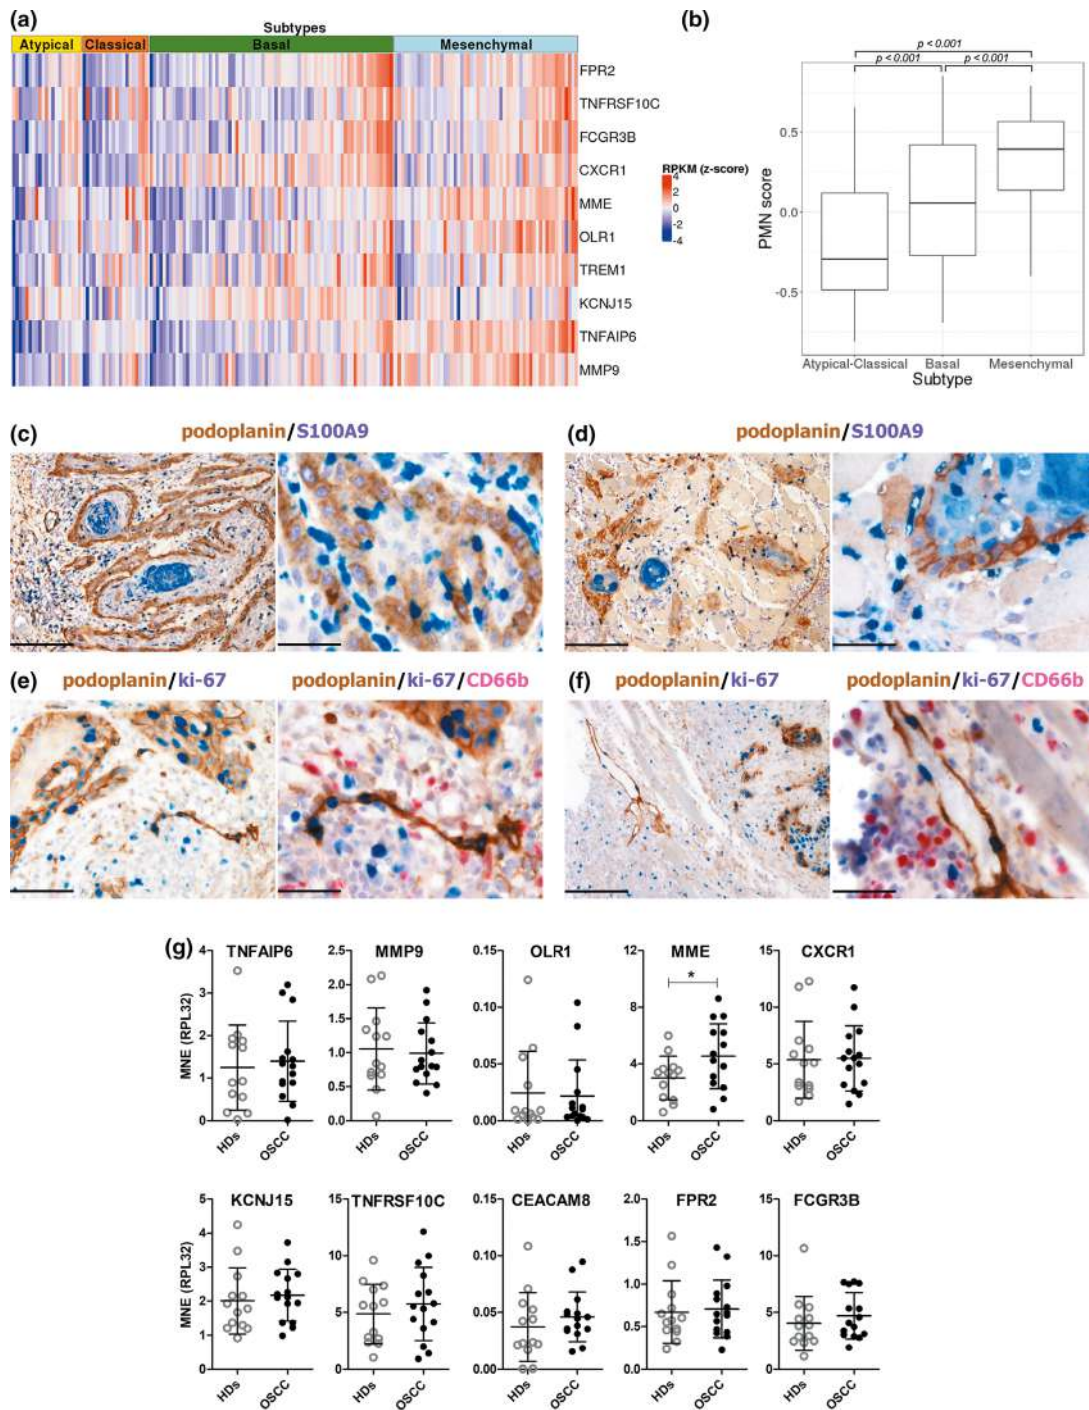 (a)
Subtypes
Atypical Classical Basal Mesenchymal
FPR2
TNFRSF10C
FCGR3B
CXCR1
MME
OLR1
TREM1
KCNJ15
TNFAIP6
MMP9
RPKM (z-score)
4
2
0
-2
-4
(b)
p < 0.001
p < 0.001 p < 0.001
PMN score
0.5
0.0
-0.5
Atypical-Classical Basal Mesenchymal
Subtype
(c)
podoplanin/S100A9
(d)
podoplanin/S100A9
(e)
podoplanin/ki-67 podoplanin/ki-67/CD66b
(f)
podoplanin/ki-67 podoplanin/ki-67/CD66b
(g)
TNFAIP6 MMP9 OLR1 MME CXCR1
MNE (RPL32)
4
3
2
1
0
2.5
2.0
1.5
1.0
0.5
0.0
0.15
0.10
0.05
0.00
12
9
6
3
0
*
15
10
5
0
HDs OSCC HDs OSCC HDs OSCC HDs OSCC HDs OSCC
KCNJ15 TNFRSF10C CEACAM8 FPR2 FCGR3B
MNE (RPL32)
5
4
3
2
1
0
15
10
5
0
0.15
0.10
0.05
0.00
2.0
1.5
1.0
0.5
0.0
15
10
5
0
HDs OSCC HDs OSCC HDs OSCC HDs OSCC HDs OSCC